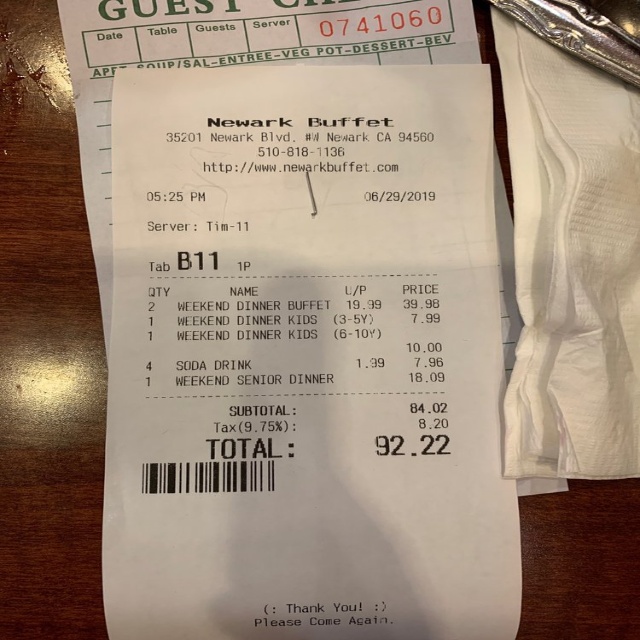 GUEST CHE
Date Table Guests Server 0741060
APPT-SOUP/SAL-ENTREE-VEG POT-DESSERT-BEV
Newark Buffet
35201 Newark Blvd. #W Newark CA 94560
510-818-1136
http://www.newarkbuffet.com
05:25 PM 06/29/2019
Server: Tim-11
Tab B11 1P
QTY NAME U/P PRICE
2 WEEKEND DINNER BUFFET 19.99 39.98
1 WEEKEND DINNER KIDS (3-5Y) 7.99
1 WEEKEND DINNER KIDS (6-10Y)
10.00
4 SODA DRINK 1.99 7.96
1 WEEKEND SENIOR DINNER 18.09
SUBTOTAL: 84.02
Tax(9.75%): 8.20
TOTAL: 92.22
(: Thank You! :)
Please Come Again.